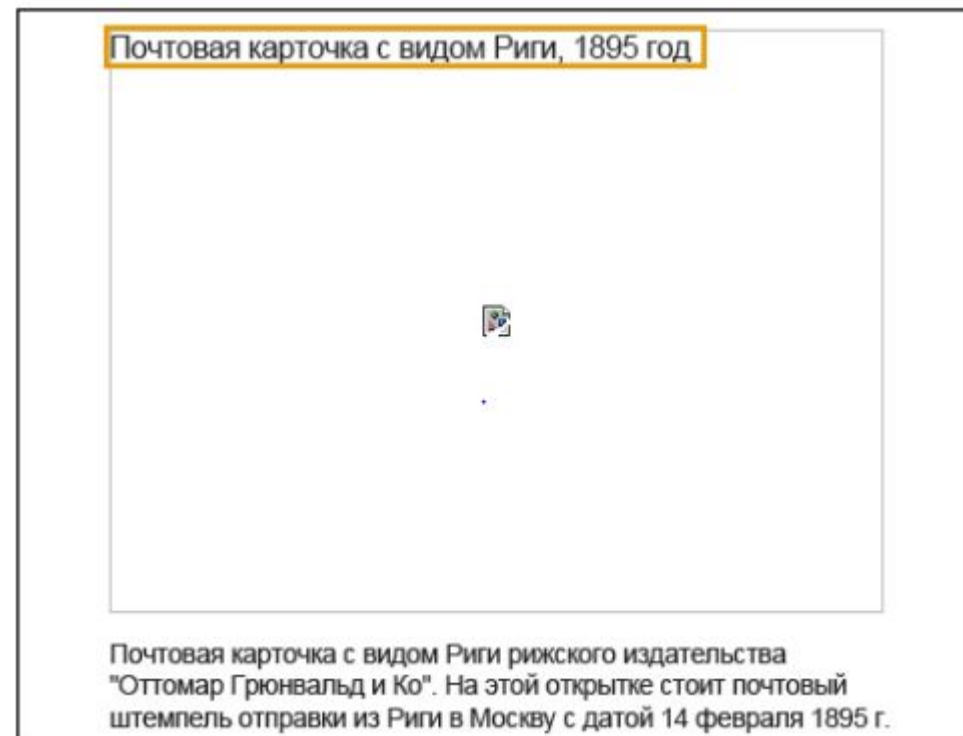 Почтовая карточка с видом Риги, 1895 год
Почтовая карточка с видом Риги рижского издательства
"Оттомар Грюнвальд и Ко". На этой открытке стоит почтовый
штемпель отправки из Риги в Москву с датой 14 февраля 1895 г.